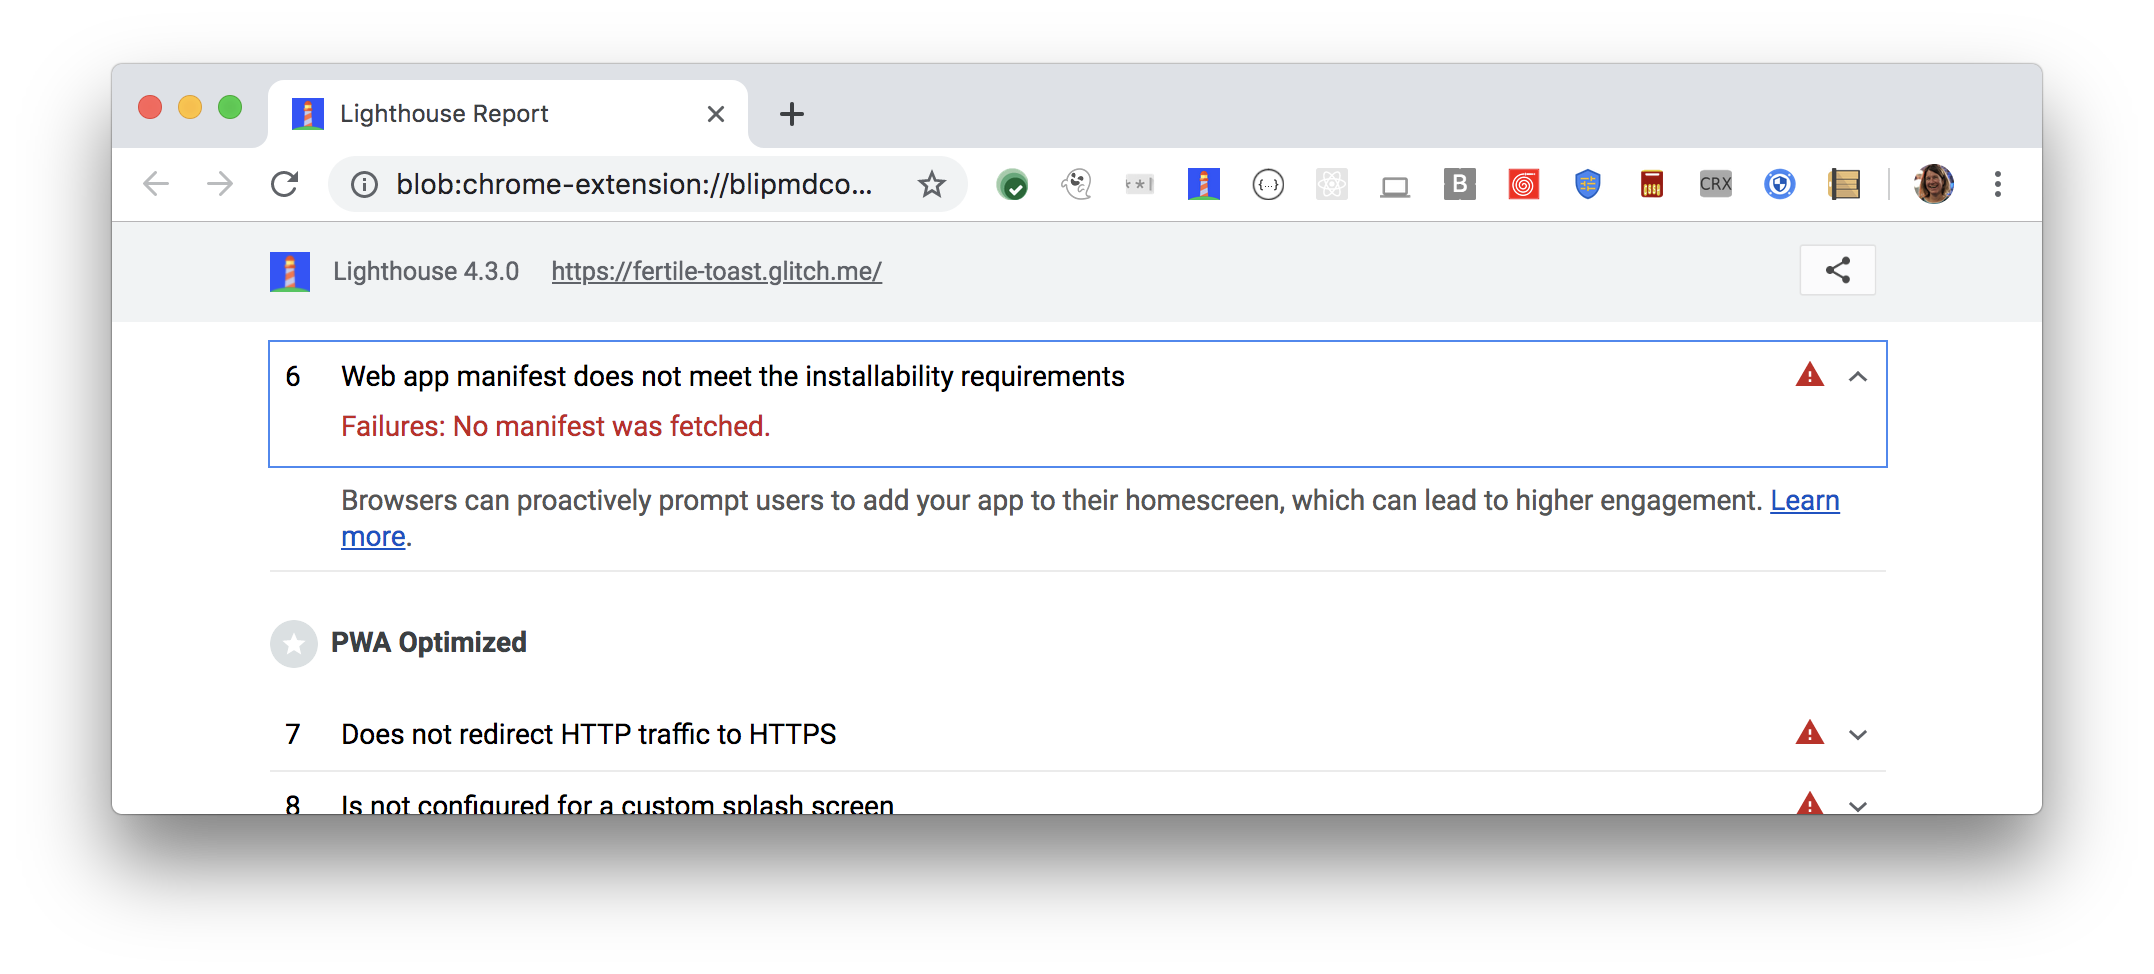 Lighthouse Report
blob:chrome-extension://blipmdco...
**|
{...}
B
CRX
Lighthouse 4.3.0 https://fertile-toast.glitch.me/
6 Web app manifest does not meet the installability requirements
Failures: No manifest was fetched.
Browsers can proactively prompt users to add your app to their homescreen, which can lead to higher engagement. Learn
more.
PWA Optimized
7 Does not redirect HTTP traffic to HTTPS
8 Is not configured for a custom splash screen